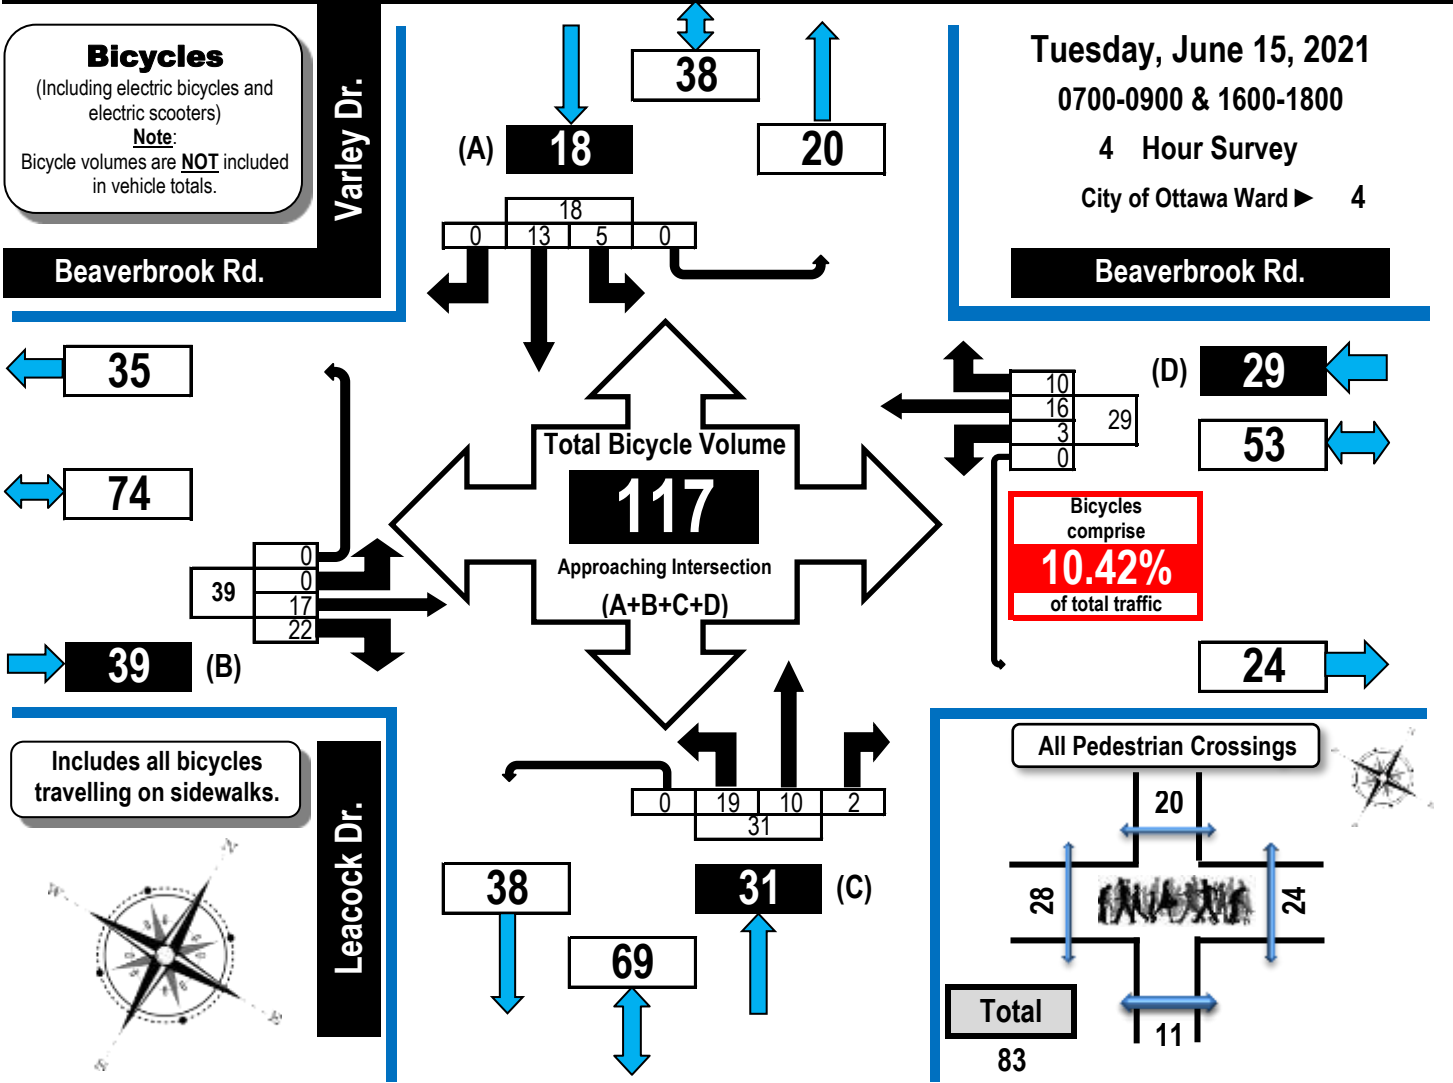 Bicycles
(Including electric bicycles and
electric scooters)
Note:
Bicycle volumes are NOT included
in vehicle totals.
Varley Dr.
Beaverbrook Rd.
38
(A) 18
20
18
0 13 5 0
Tuesday, June 15, 2021
0700-0900 & 1600-1800
4 Hour Survey
City of Ottawa Ward ► 4
Beaverbrook Rd.
35
74
0
0
17
22
39
39 (B)
Total Bicycle Volume
117
Approaching Intersection
(A+B+C+D)
10
16
3
0
29
(D) 29
53
Bicycles
comprise
10.42%
of total traffic
24
Includes all bicycles
travelling on sidewalks.
N
W
E
S
Leacock Dr.
0 19 10 2
31
38
31 (C)
69
All Pedestrian Crossings
20
28
24
11
Total
83